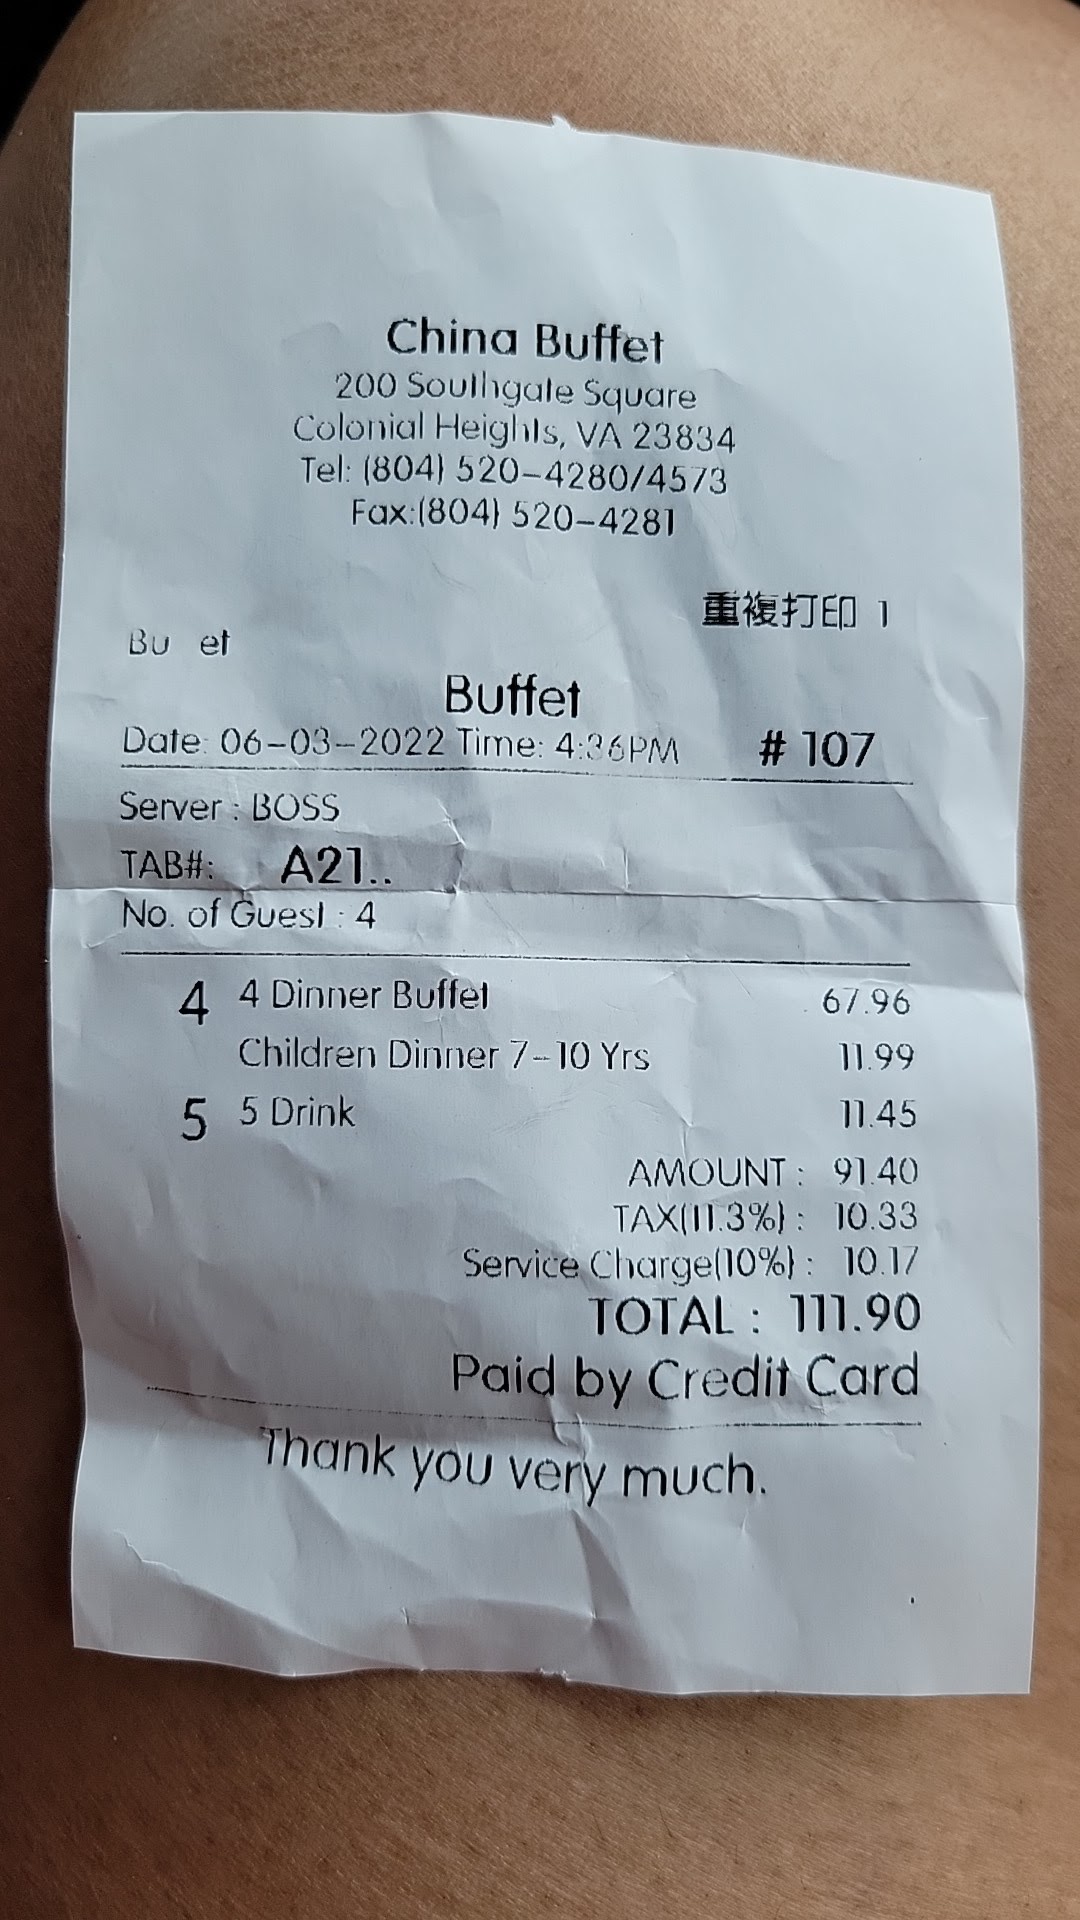 China Buffet
200 Southgate Square
Colonial Heights, VA 23834
Tel: (804) 520-4280/4573
Fax:(804) 520-4281
重複打印 1
Bu et
Buffet
Date: 06-03-2022 Time: 4:36PM # 107
Server : BOSS
TAB#: A21..
No. of Guest : 4
4 4 Dinner Buffet 67.96
Children Dinner 7-10 Yrs 11.99
5 5 Drink 11.45
AMOUNT : 91.40
TAX(11.3%) : 10.33
Service Charge(10%) : 10.17
TOTAL : 111.90
Paid by Credit Card
Thank you very much.